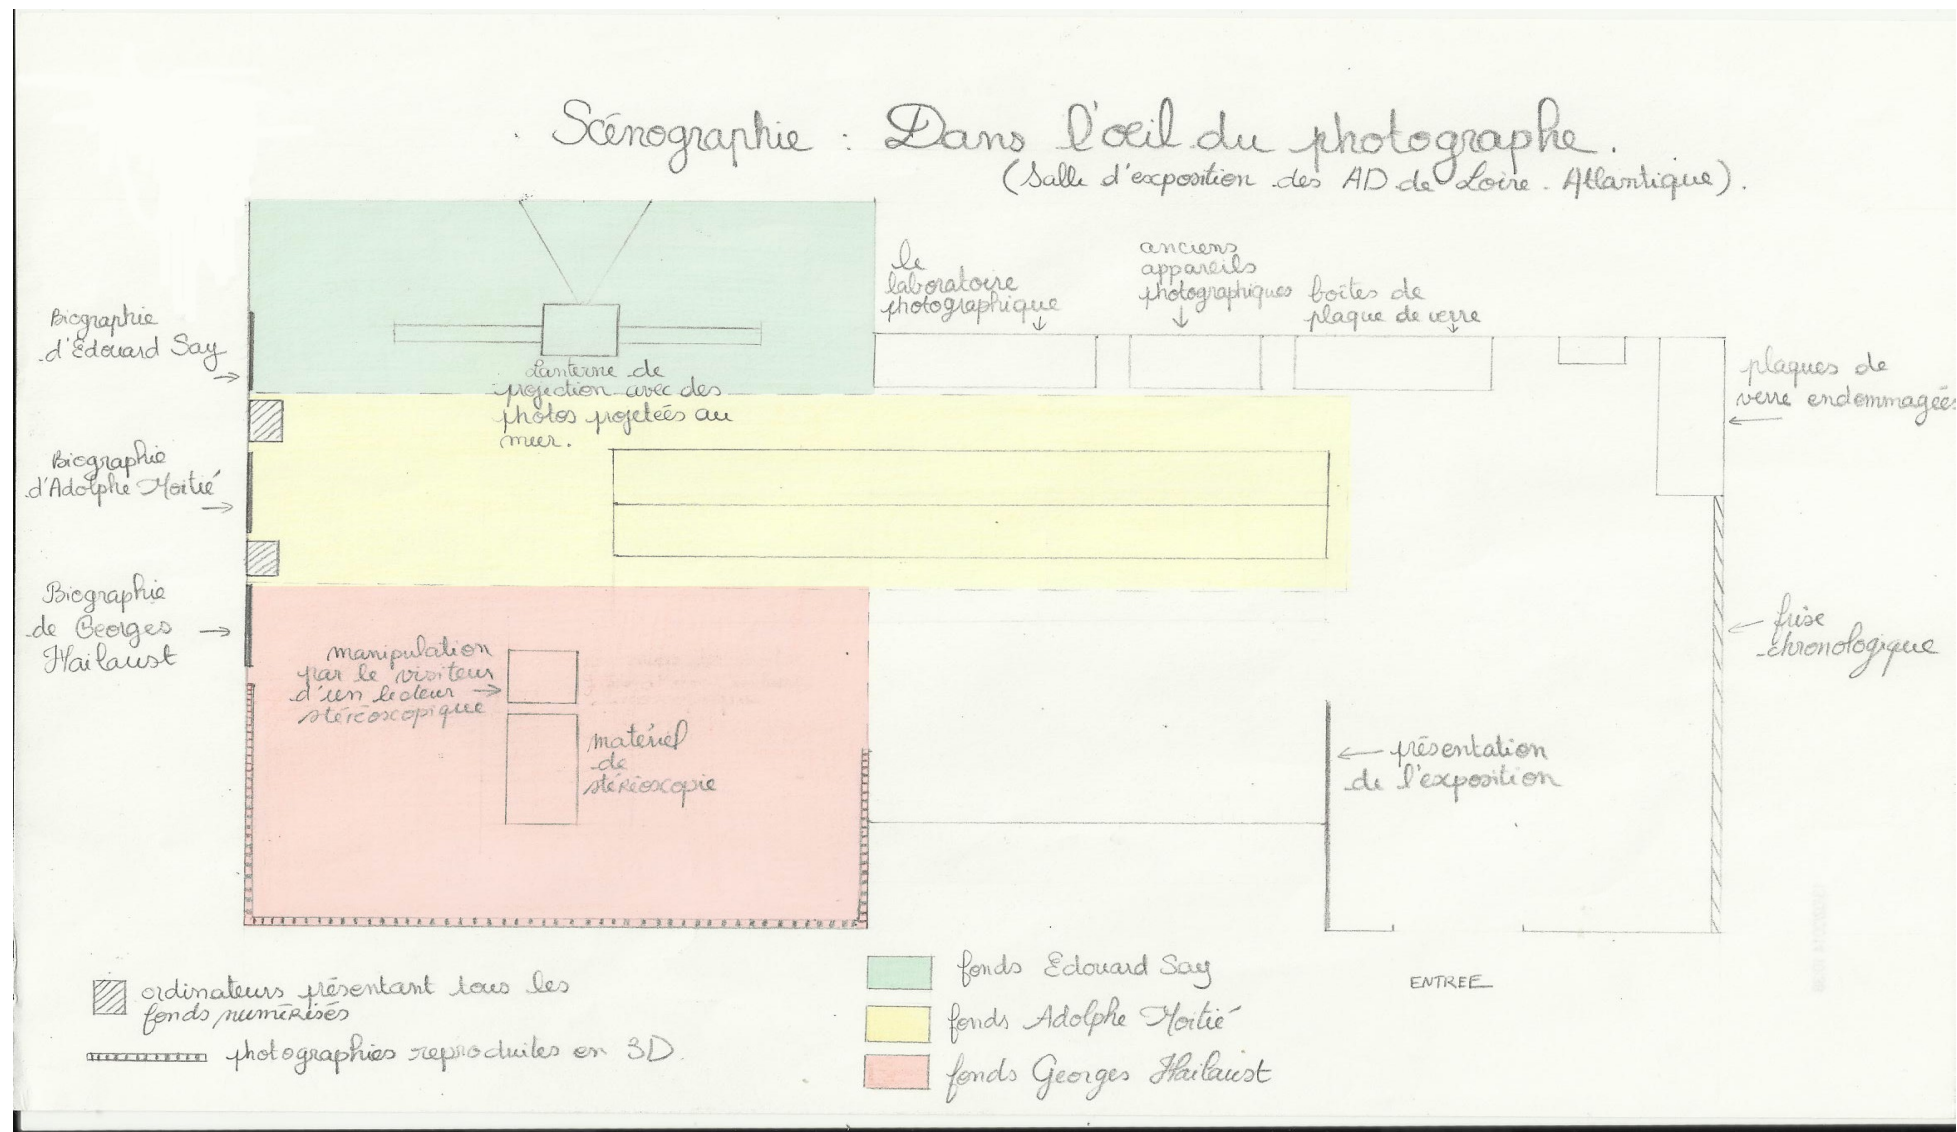 Scénographie : Dans l'œil du photographe.
(Salle d'exposition des AD de Loire-Atlantique).
le
laboratoire
photographique
anciens
appareils
photographiques
boîtes de
plaque de verre
plaques de
verre endommagées
Biographie
d'Edouard Say
Lanterne de
projection avec des
photos projetées au
mur.
Biographie
d'Adolphe Moitié
Biographie
de Georges
Hailaust
manipulation
par le visiteur
d'un lecteur
stéréoscopique
matériel
de
stéréoscopie
frise
chronologique
présentation
de l'exposition
ENTREE
ordinateurs présentant tous les
fonds numérisés
photographies reproduites en 3D.
fonds Edouard Say
fonds Adolphe Moitié
fonds Georges Hailaust